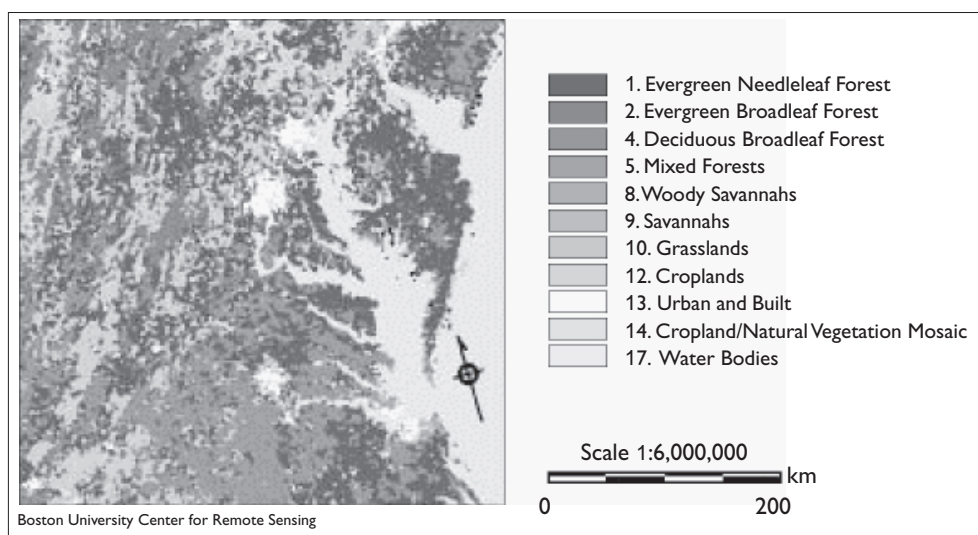 1. Evergreen Needleleaf Forest
2. Evergreen Broadleaf Forest
4. Deciduous Broadleaf Forest
5. Mixed Forests
8. Woody Savannahs
9. Savannahs
10. Grasslands
12. Croplands
13. Urban and Built
14. Cropland/Natural Vegetation Mosaic
17. Water Bodies
Scale 1:6,000,000
km
0 200
Boston University Center for Remote Sensing